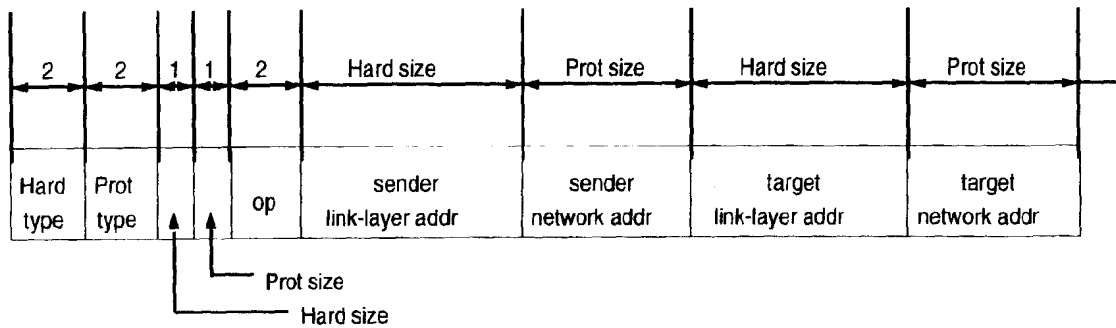 2 2 1 1 2 Hard size Prot size Hard size Prot size
Hard type
Prot type
op
sender link-layer addr
sender network addr
target link-layer addr
target network addr
Prot size
Hard size